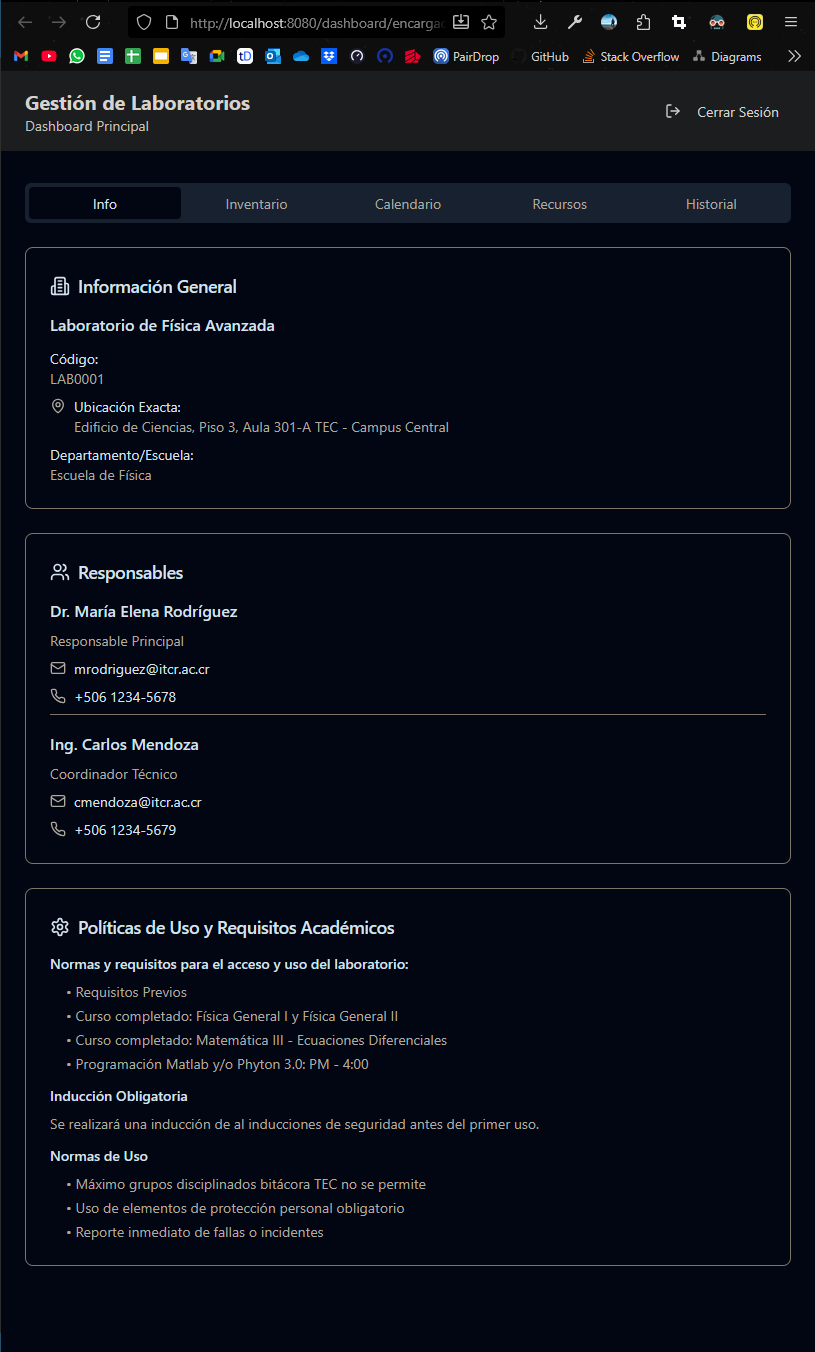 http://localhost:8080/dashboard/encarga
PairDrop
GitHub
Stack Overflow
Diagrams
Gestión de Laboratorios
Dashboard Principal
Cerrar Sesión
Info
Inventario
Calendario
Recursos
Historial
Información General
Laboratorio de Física Avanzada
Código:
LAB0001
Ubicación Exacta:
Edificio de Ciencias, Piso 3, Aula 301-A TEC - Campus Central
Departamento/Escuela:
Escuela de Física
Responsables
Dr. María Elena Rodríguez
Responsable Principal
mrodriguez@itcr.ac.cr
+506 1234-5678
Ing. Carlos Mendoza
Coordinador Técnico
cmendoza@itcr.ac.cr
+506 1234-5679
Políticas de Uso y Requisitos Académicos
Normas y requisitos para el acceso y uso del laboratorio:
• Requisitos Previos
• Curso completado: Física General I y Física General II
• Curso completado: Matemática III - Ecuaciones Diferenciales
• Programación Matlab y/o Phyton 3.0: PM - 4:00
Inducción Obligatoria
Se realizará una inducción de al inducciones de seguridad antes del primer uso.
Normas de Uso
• Máximo grupos disciplinados bitácora TEC no se permite
• Uso de elementos de protección personal obligatorio
• Reporte inmediato de fallas o incidentes